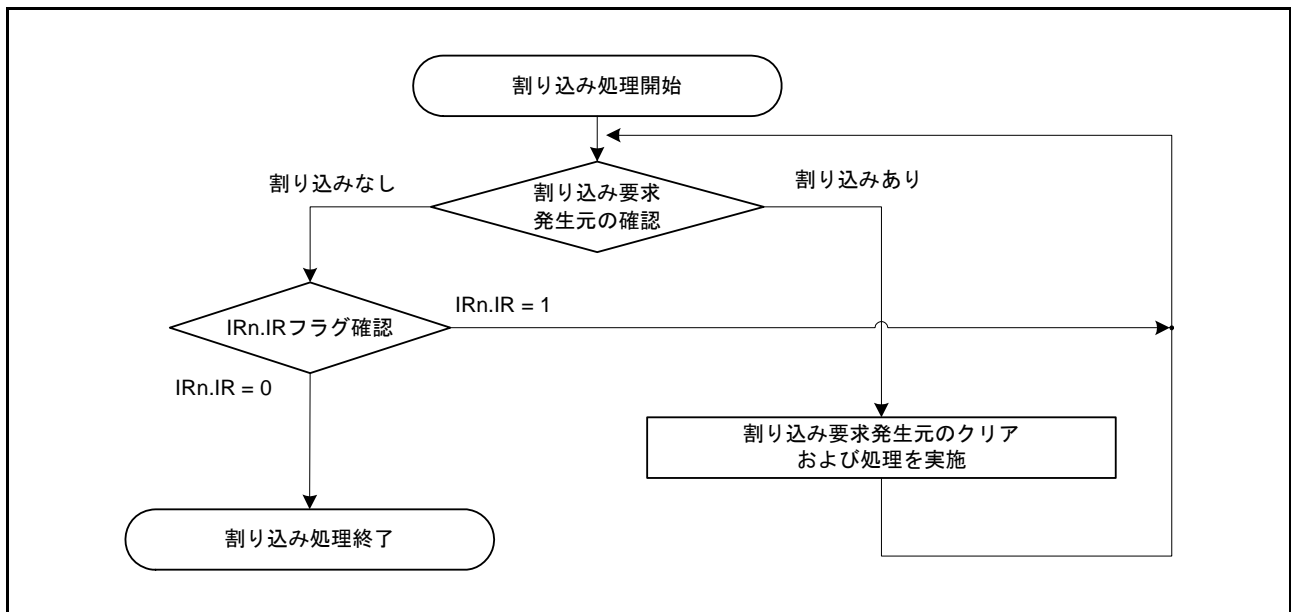 割り込み処理開始
割り込みなし
割り込みあり
割り込み要求
発生元の確認
IRn.IR = 1
IRn.IRフラグ確認
IRn.IR = 0
割り込み要求発生元のクリア
および処理を実施
割り込み処理終了